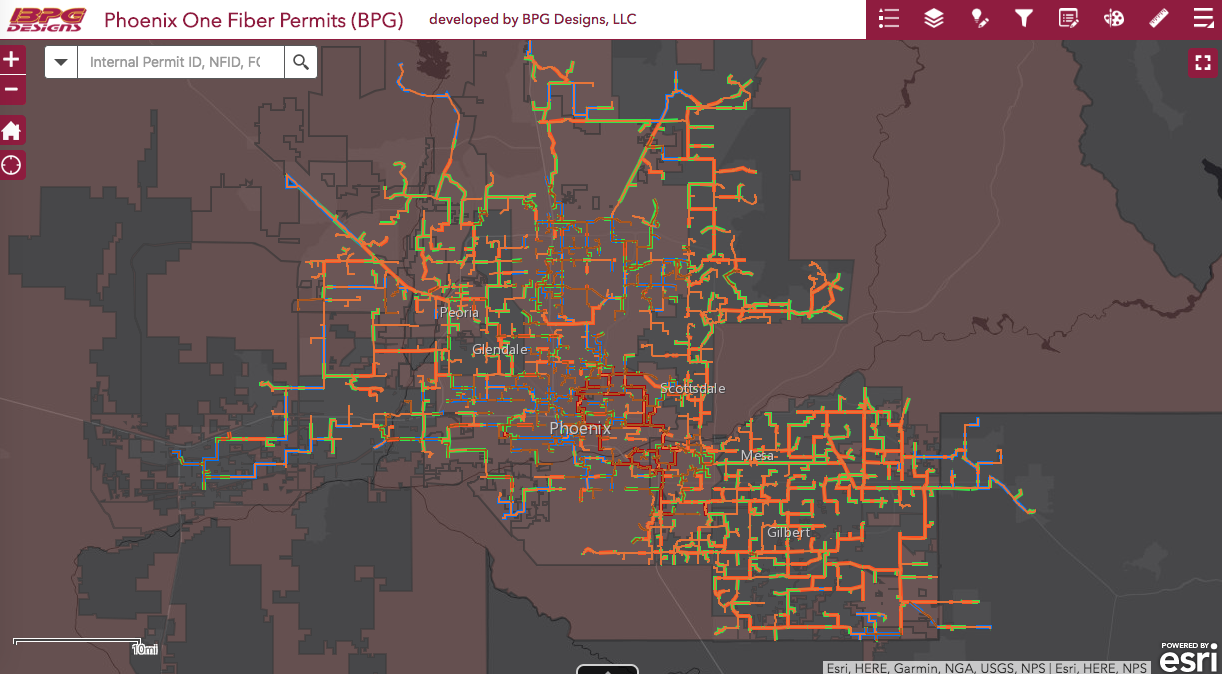 BPG DESIGNS
Phoenix One Fiber Permits (BPG)
developed by BPG Designs, LLC
Internal Permit ID, NFID, FC
Peoria
Glendale
Scottsdale
Phoenix
Mesa
Gilbert
10mi
POWERED BY
esri
Esri, HERE, Garmin, NGA, USGS, NPS | Esri, HERE, NPS